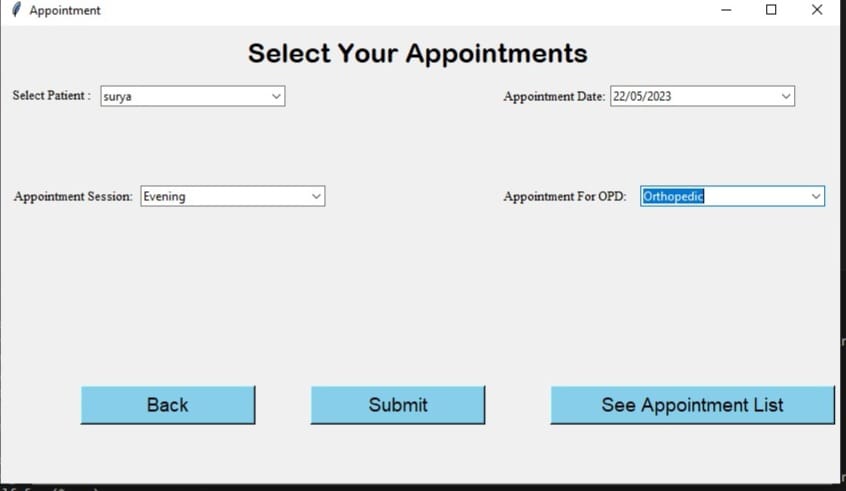 Appointment
Select Your Appointments
Select Patient : surya Appointment Date: 22/05/2023
Appointment Session: Evening Appointment For OPD: Orthopedic
Back Submit See Appointment List